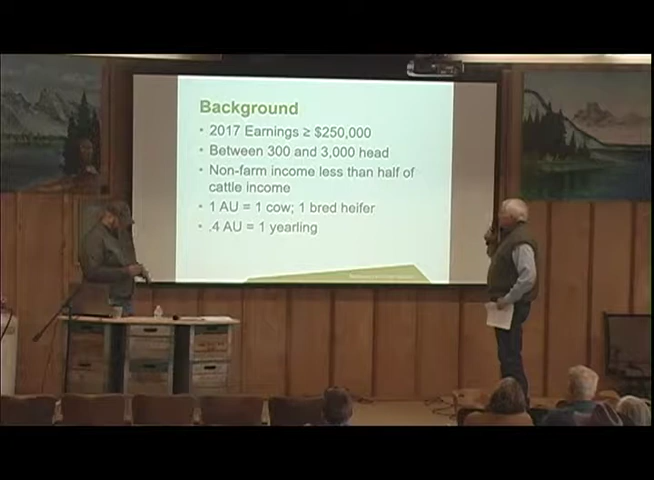 Background
• 2017 Earnings ≥ $250,000
• Between 300 and 3,000 head
• Non-farm income less than half of
cattle income
• 1 AU = 1 cow; 1 bred heifer
• .4 AU = 1 yearling